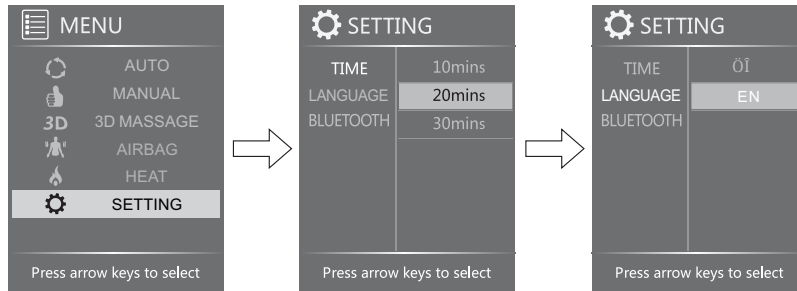 MENU
AUTO
MANUAL
3D 3D MASSAGE
AIRBAG
HEAT
SETTING
Press arrow keys to select
SETTING
TIME 10mins
LANGUAGE 20mins
BLUETOOTH 30mins
Press arrow keys to select
SETTING
TIME ÖÎ
LANGUAGE EN
BLUETOOTH
Press arrow keys to select